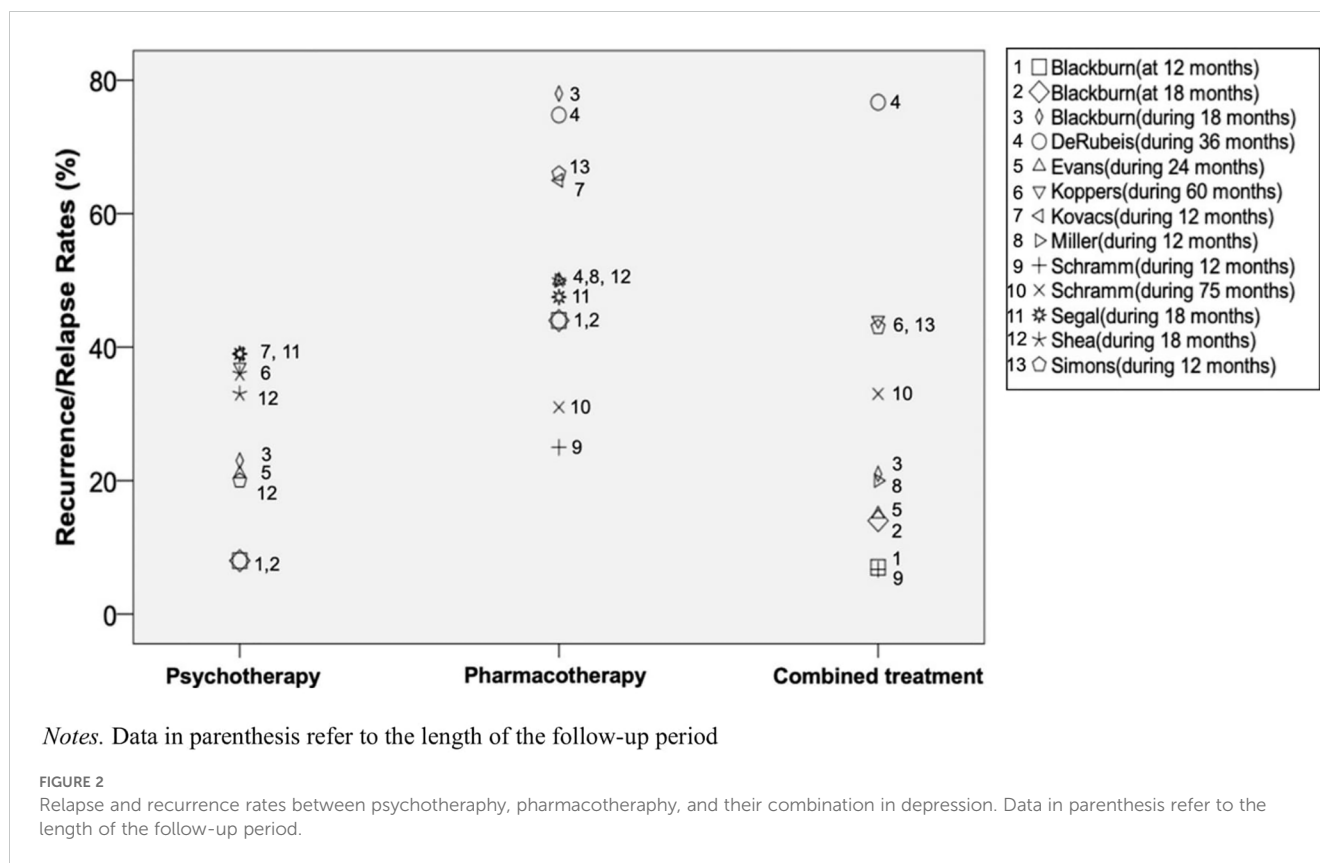 Recurrence/Relapse Rates (%)
80
60
40
20
0
7, 11
6
12
3
5
12
1,2
3
4
13
7
4,8, 12
11
1,2
10
9
4
6, 13
10
3
8
5
2
1
9
Psychotherapy
Pharmacotherapy
Combined treatment
1 Blackburn(at 12 months)
2 Blackburn(at 18 months)
3 Blackburn(during 18 months)
4 DeRubeis(during 36 months)
5 Evans(during 24 months)
6 Koppers(during 60 months)
7 Kovacs(during 12 months)
8 Miller(during 12 months)
9 Schramm(during 12 months)
10 Schramm(during 75 months)
11 Segal(during 18 months)
12 Shea(during 18 months)
13 Simons(during 12 months)
Notes. Data in parenthesis refer to the length of the follow-up period
FIGURE 2
Relapse and recurrence rates between psychotheraphy, pharmacotheraphy, and their combination in depression. Data in parenthesis refer to the
length of the follow-up period.